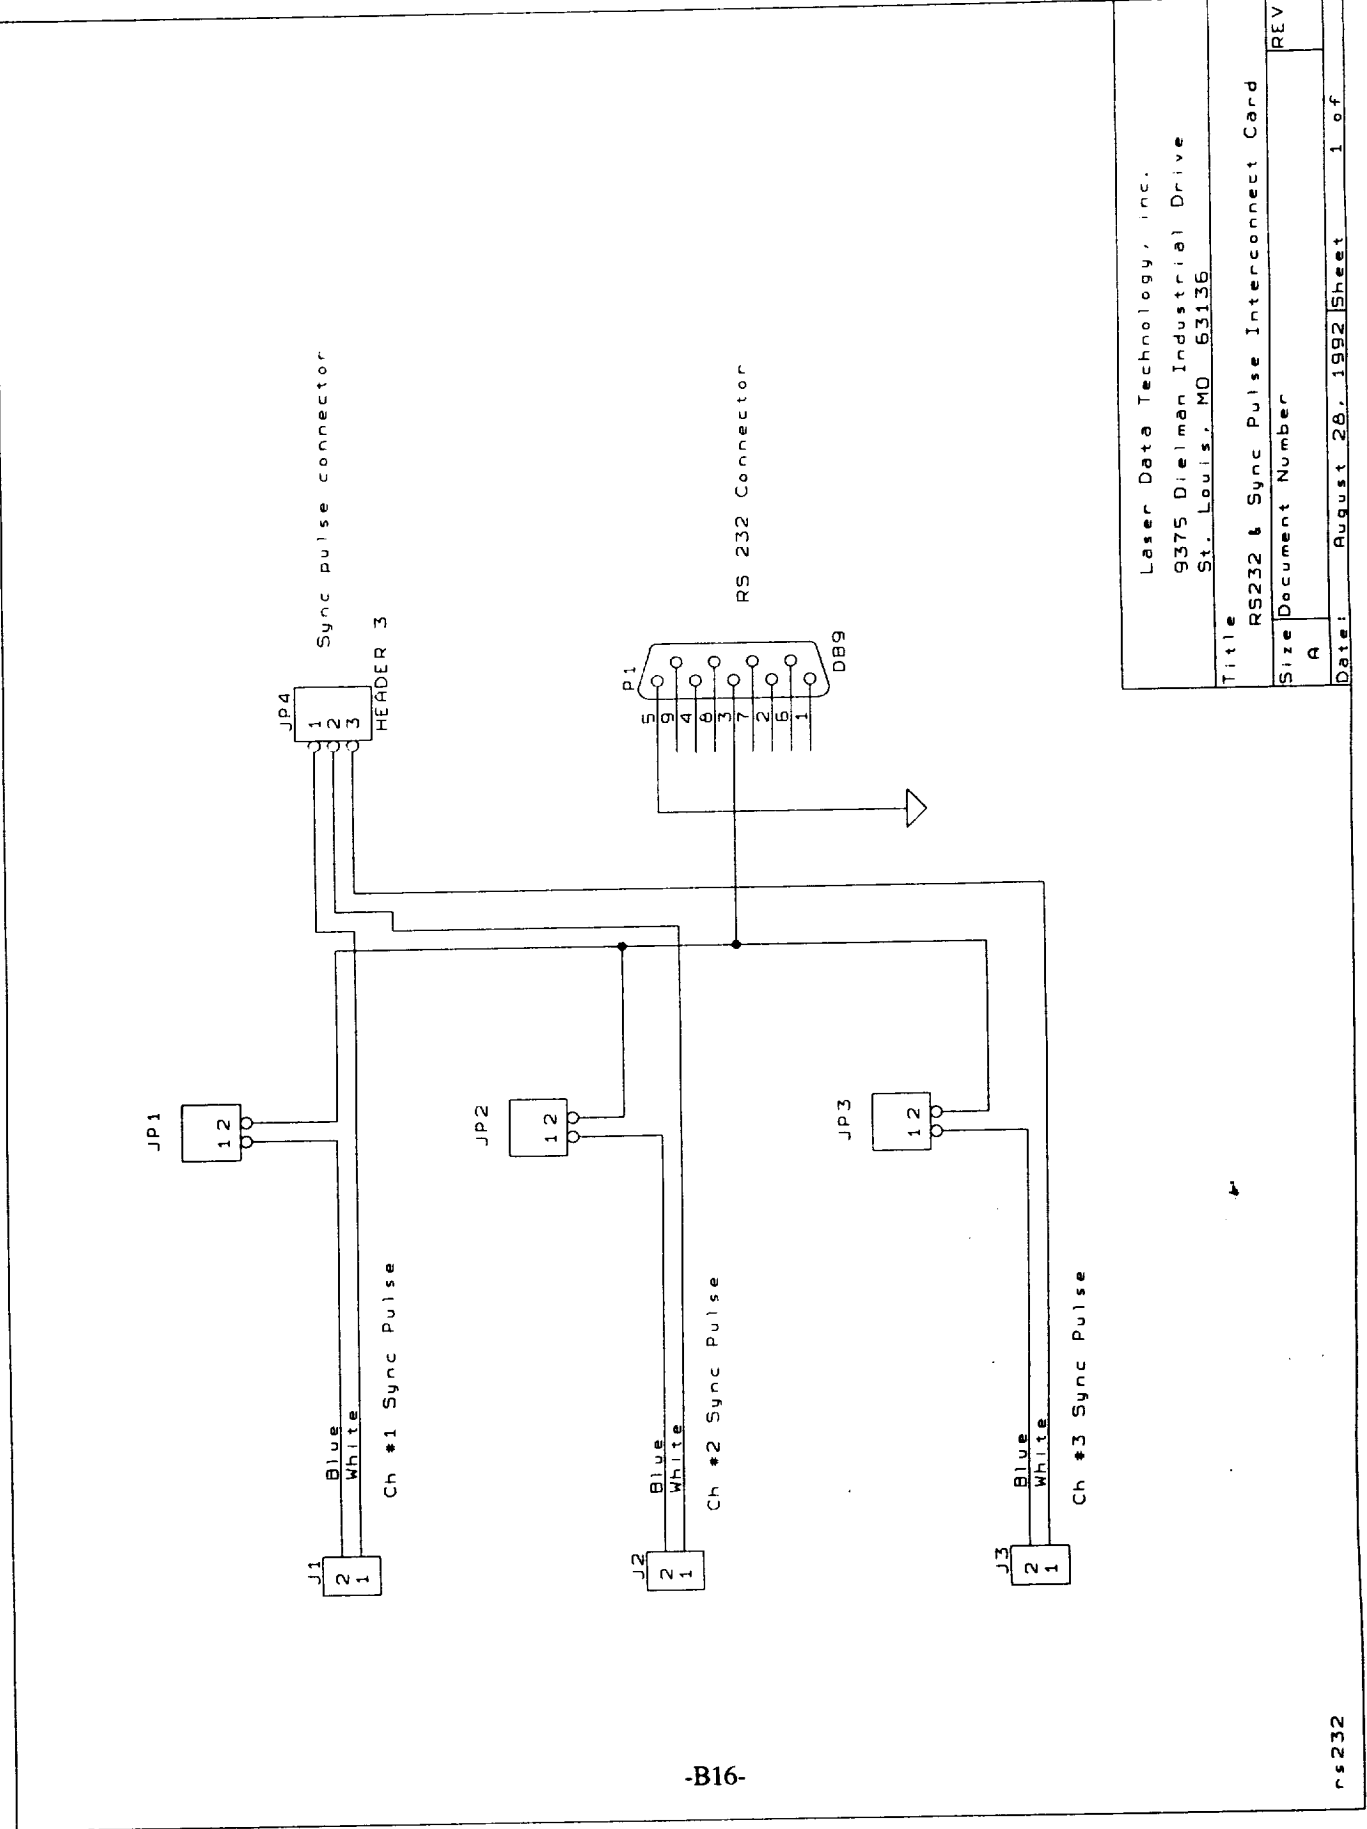 JP4
1
2
3
HEADER 3
Sync pulse connector
JP1
1 2
J1
2
1
Blue
White
Ch #1 Sync Pulse
JP2
1 2
J2
2
1
Blue
White
Ch #2 Sync Pulse
P1
5
9
4
8
3
7
2
6
1
DB9
RS 232 Connector
JP3
1 2
J3
2
1
Blue
White
Ch #3 Sync Pulse
Laser Data Technology, inc.
9375 Dielman Industrial Drive
St. Louis, MO 63136
Title
RS232 & Sync Pulse Interconnect Card
Size Document Number REV
A
Date: August 28, 1992 Sheet 1 of
rs232
-B16-